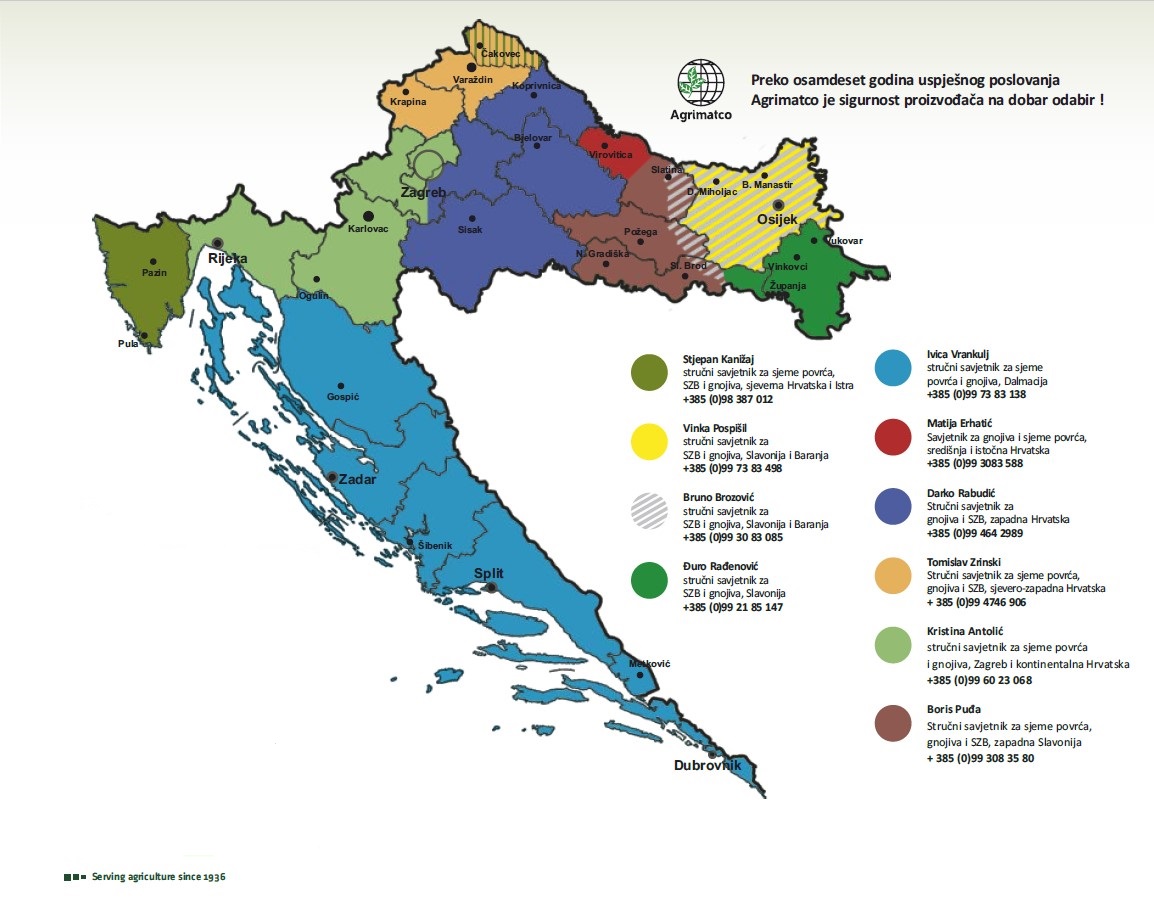 Čakovec
Varaždin
Krapina
Koprivnica
Bjelovar
Virovitica
Slatina
D. Miholjac
B. Manastir
Osijek
Zagreb
Karlovac
Sisak
Požega
N. Gradiška
Sl. Brod
Vukovar
Vinkovci
Županja
Rijeka
Pazin
Ogolin
Pula
Gospić
Zadar
Šibenik
Split
Metković
Dubrovnik
Agrimatco
Preko osamdeset godina uspješnog poslovanja
Agrimatco je sigurnost proizvođača na dobar odabir !
Stjepan Kanižaj
stručni savjetnik za sjeme povrća,
SZB i gnojiva, sjeverna Hrvatska i Istra
+385 (0)98 387 012
Vinka Pospišil
stručni savjetnik za
SZB i gnojiva, Slavonija i Baranja
+385 (0)99 73 83 498
Bruno Brozović
stručni savjetnik za
SZB i gnojiva, Slavonija i Baranja
+385 (0)99 30 83 085
Đuro Rađenović
stručni savjetnik za
SZB i gnojiva, Slavonija
+385 (0)99 21 85 147
Ivica Vrankulj
stručni savjetnik za sjeme
povrća i gnojiva, Dalmacija
+385 (0)99 73 83 138
Matija Erhatić
Savjetnik za gnojiva i sjeme povrća,
središnja i istočna Hrvatska
+385 (0)99 3083 588
Darko Rabudić
Stručni savjetnik za
gnojiva i SZB, zapadna Hrvatska
+385 (0)99 464 2989
Tomislav Zrinski
Stručni savjetnik za sjeme povrća,
gnojiva i SZB, sjevero-zapadna Hrvatska
+ 385 (0)99 4746 906
Kristina Antolić
stručni savjetnik za sjeme povrća
i gnojiva, Zagreb i kontinentalna Hrvatska
+385 (0)99 60 23 068
Boris Puđa
Stručni savjetnik za sjeme povrća,
gnojiva i SZB, zapadna Slavonija
+ 385 (0)99 308 35 80
Serving agriculture since 1936